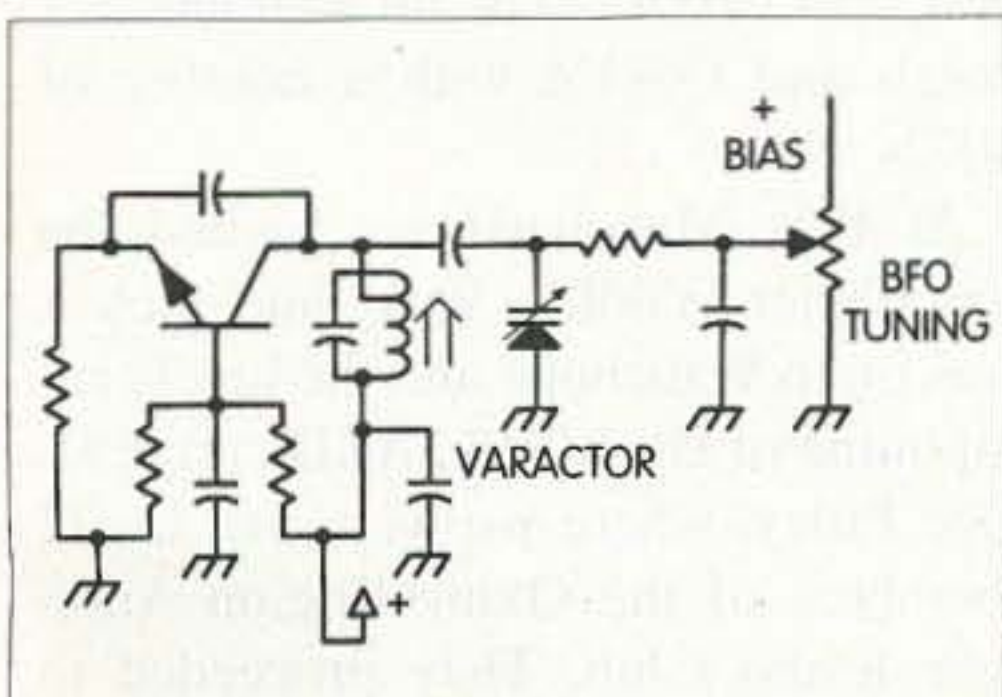 +
BIAS
BFO
TUNING
VARACTOR
+